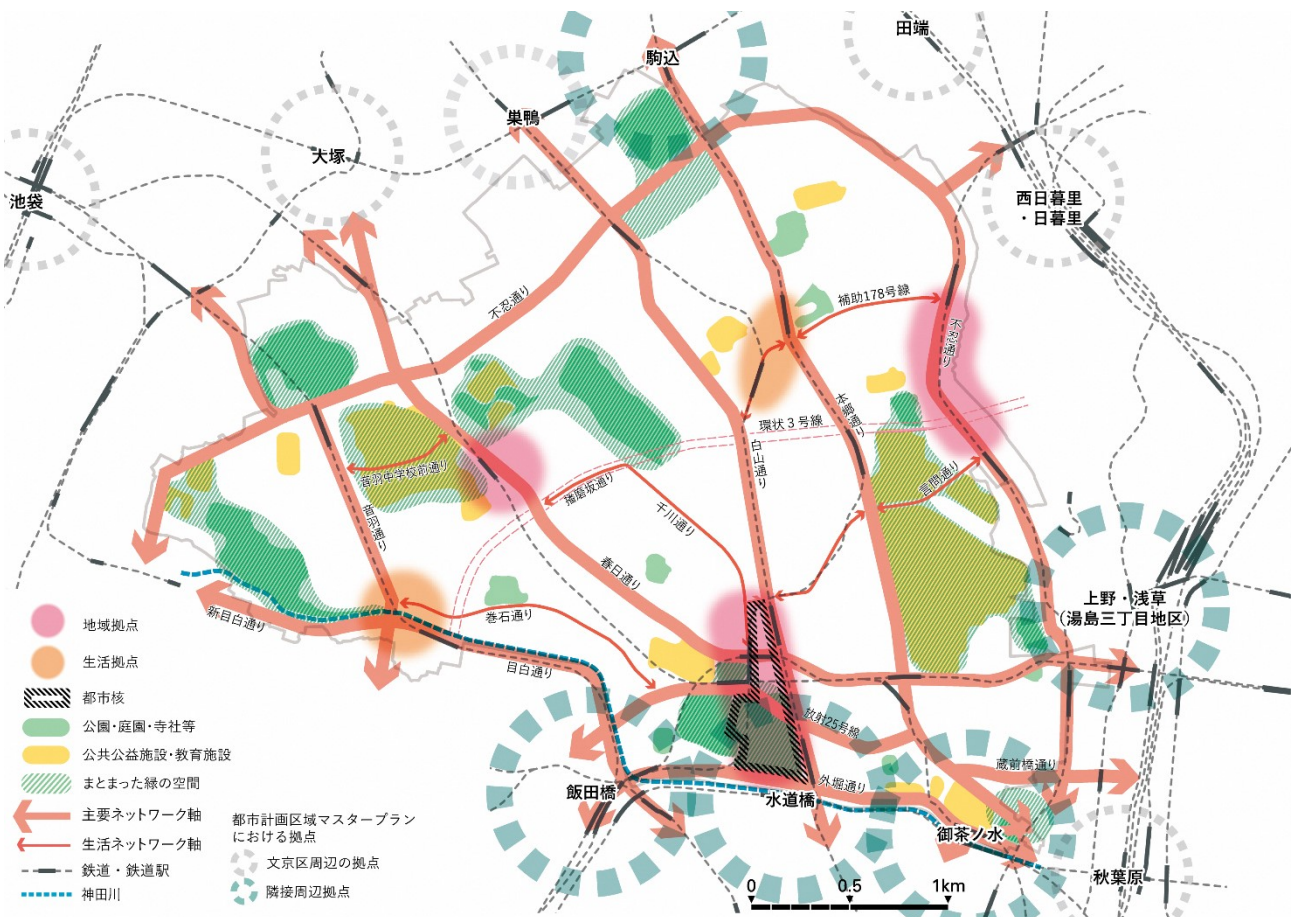 駒込
田端
巣鴨
大塚
池袋
西日暮里
・日暮里
不忍通り
補助178号線
不忍通り
本郷通り
環状3号線
白山通り
言問通り
音羽中学校前通り
播磨坂通り
千川通り
音羽通り
春日通り
巻石通り
新目白通り
目白通り
上野・浅草
(湯島三丁目地区)
放射25号線
外堀通り
蔵前橋通り
飯田橋
水道橋
御茶ノ水
秋葉原
地域拠点
生活拠点
都市核
公園・庭園・寺社等
公共公益施設・教育施設
まとまった緑の空間
主要ネットワーク軸
生活ネットワーク軸
鉄道・鉄道駅
神田川
都市計画区域マスタープラン
における拠点
文京区周辺の拠点
隣接周辺拠点
0 0.5 1km